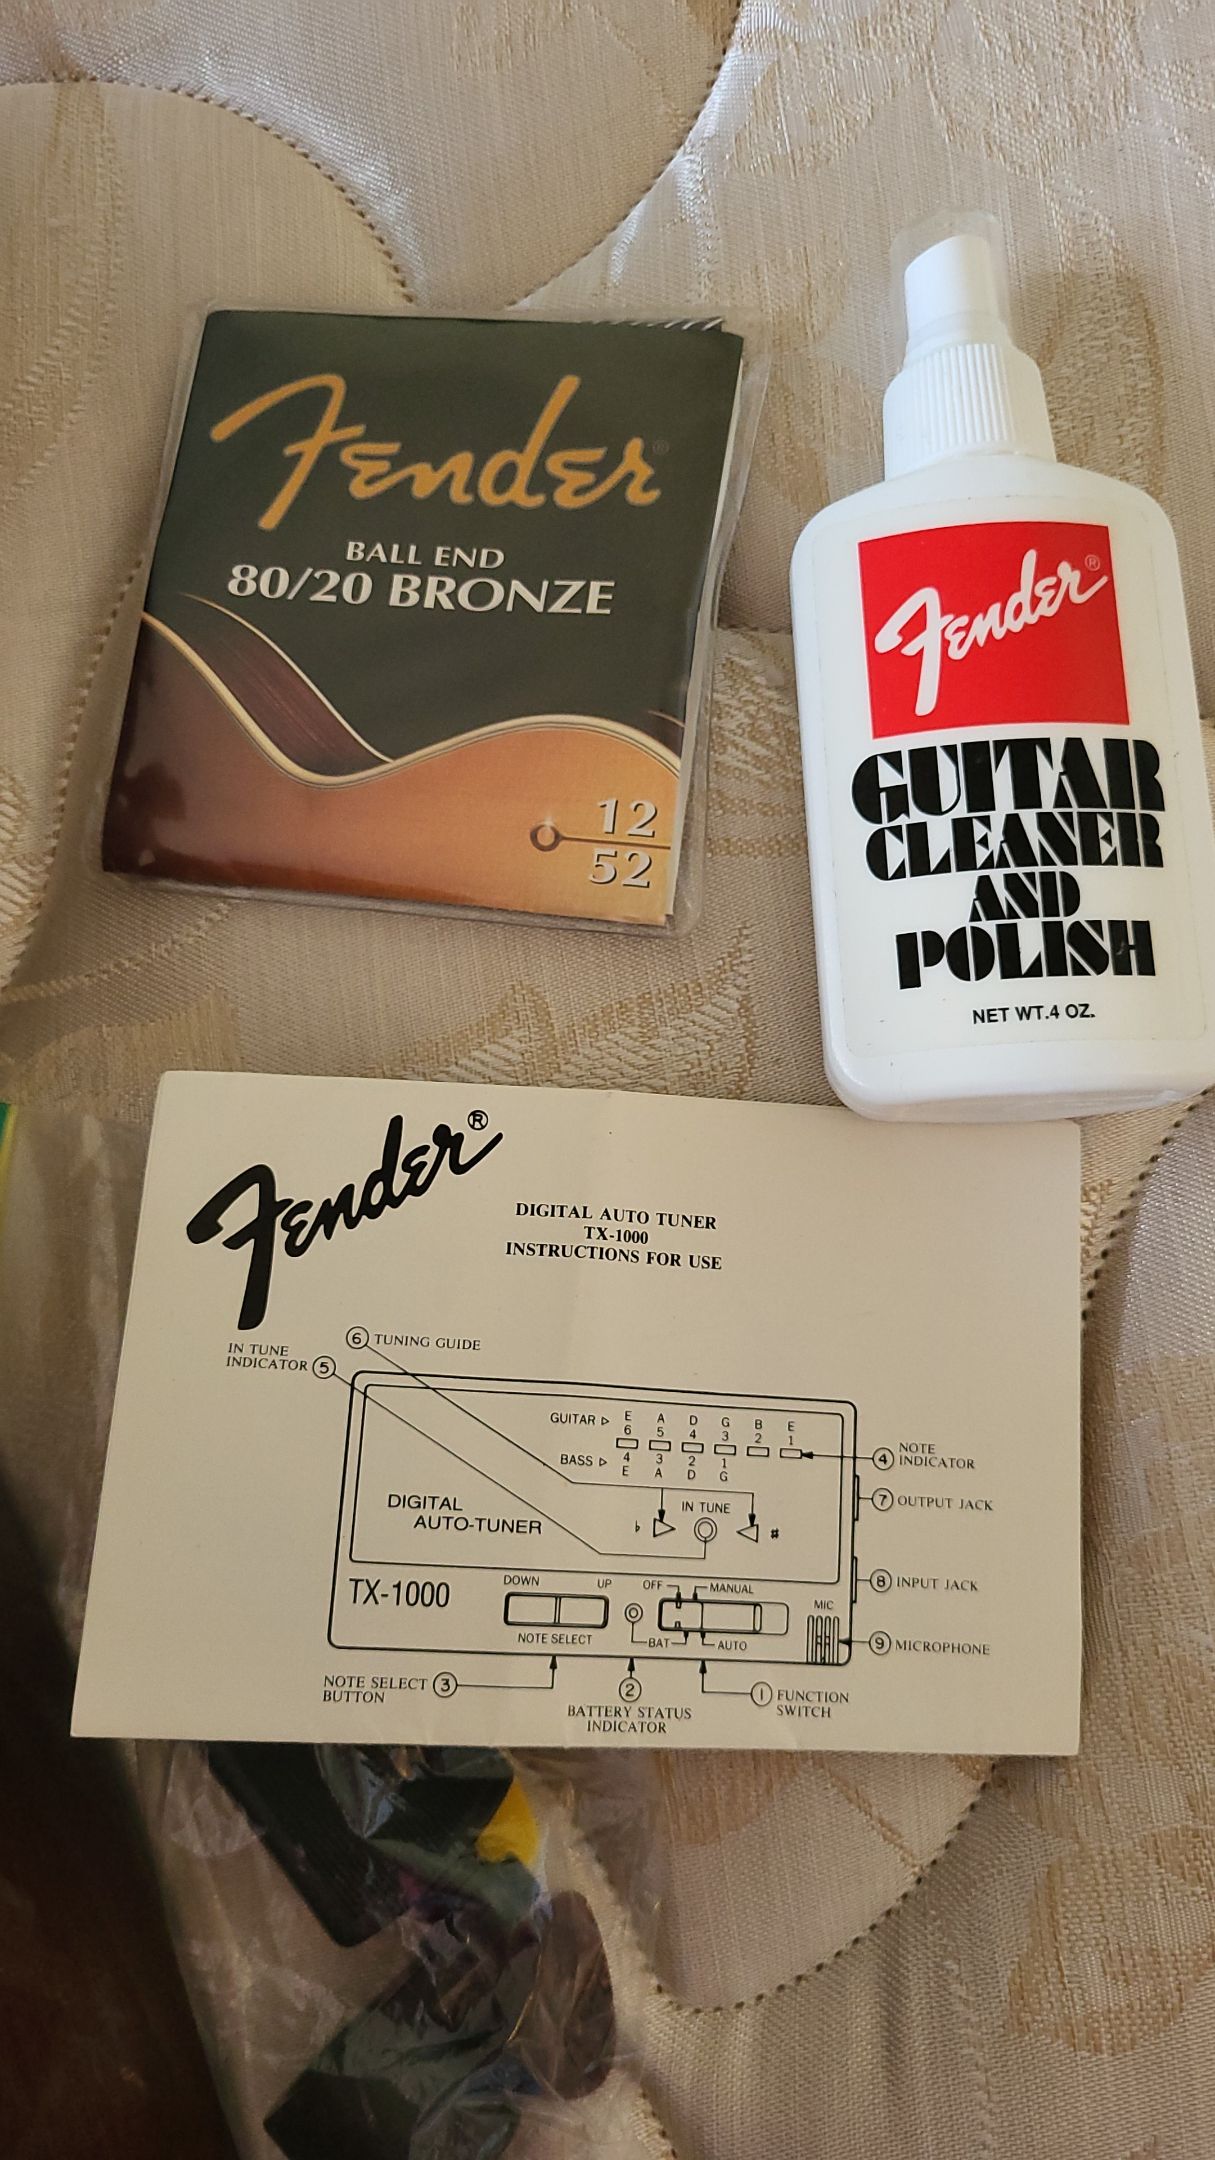 Fender®
BALL END
80/20 BRONZE
12
52
Fender®
GUITAR
CLEANER
AND
POLISH
NET WT.4 OZ.
Fender®
DIGITAL AUTO TUNER
TX-1000
INSTRUCTIONS FOR USE
6 TUNING GUIDE
IN TUNE
INDICATOR 5
GUITAR ▷ E A D G B E
6 5 4 3 2 1
BASS ▷ 4 3 2 1
E A D G
4 NOTE
INDICATOR
7 OUTPUT JACK
DIGITAL
AUTO-TUNER
IN TUNE
♭ ♯
8 INPUT JACK
TX-1000
DOWN UP
NOTE SELECT
OFF MANUAL
BAT AUTO
MIC
9 MICROPHONE
NOTE SELECT 3
BUTTON
2
BATTERY STATUS
INDICATOR
1 FUNCTION
SWITCH